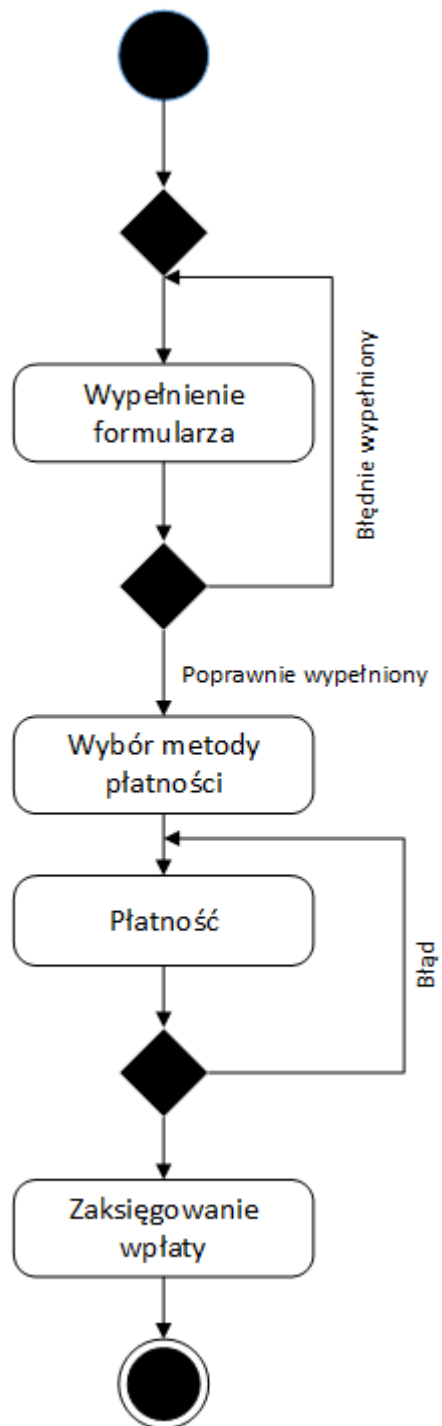 Wypełnienie
formularza
Błędnie wypełniony
Poprawnie wypełniony
Wybór metody
płatności
Płatność
Błąd
Zaksięgowanie
wpłaty